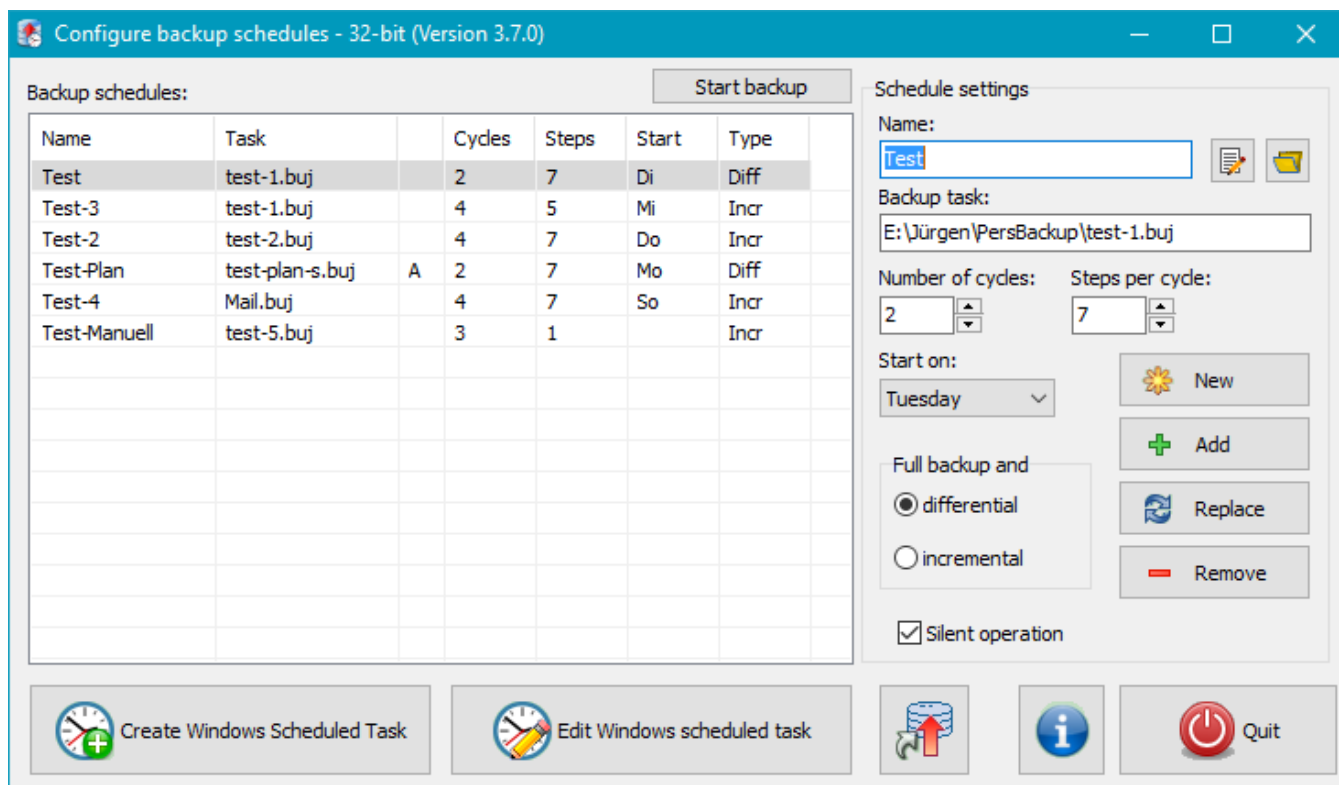 Configure backup schedules - 32-bit (Version 3.7.0)
Backup schedules:
Start backup
Name Task Cycles Steps Start Type
Test test-1.buj 2 7 Di Diff
Test-3 test-1.buj 4 5 Mi Incr
Test-2 test-2.buj 4 7 Do Incr
Test-Plan test-plan-s.buj A 2 7 Mo Diff
Test-4 Mail.buj 4 7 So Incr
Test-Manuell test-5.buj 3 1 Incr
Schedule settings
Name:
Test
Backup task:
E:\Jürgen\PersBackup\test-1.buj
Number of cycles: Steps per cycle:
2 7
Start on:
Tuesday
New
Add
Replace
Remove
Full backup and
differential
incremental
Silent operation
Create Windows Scheduled Task
Edit Windows scheduled task
Quit